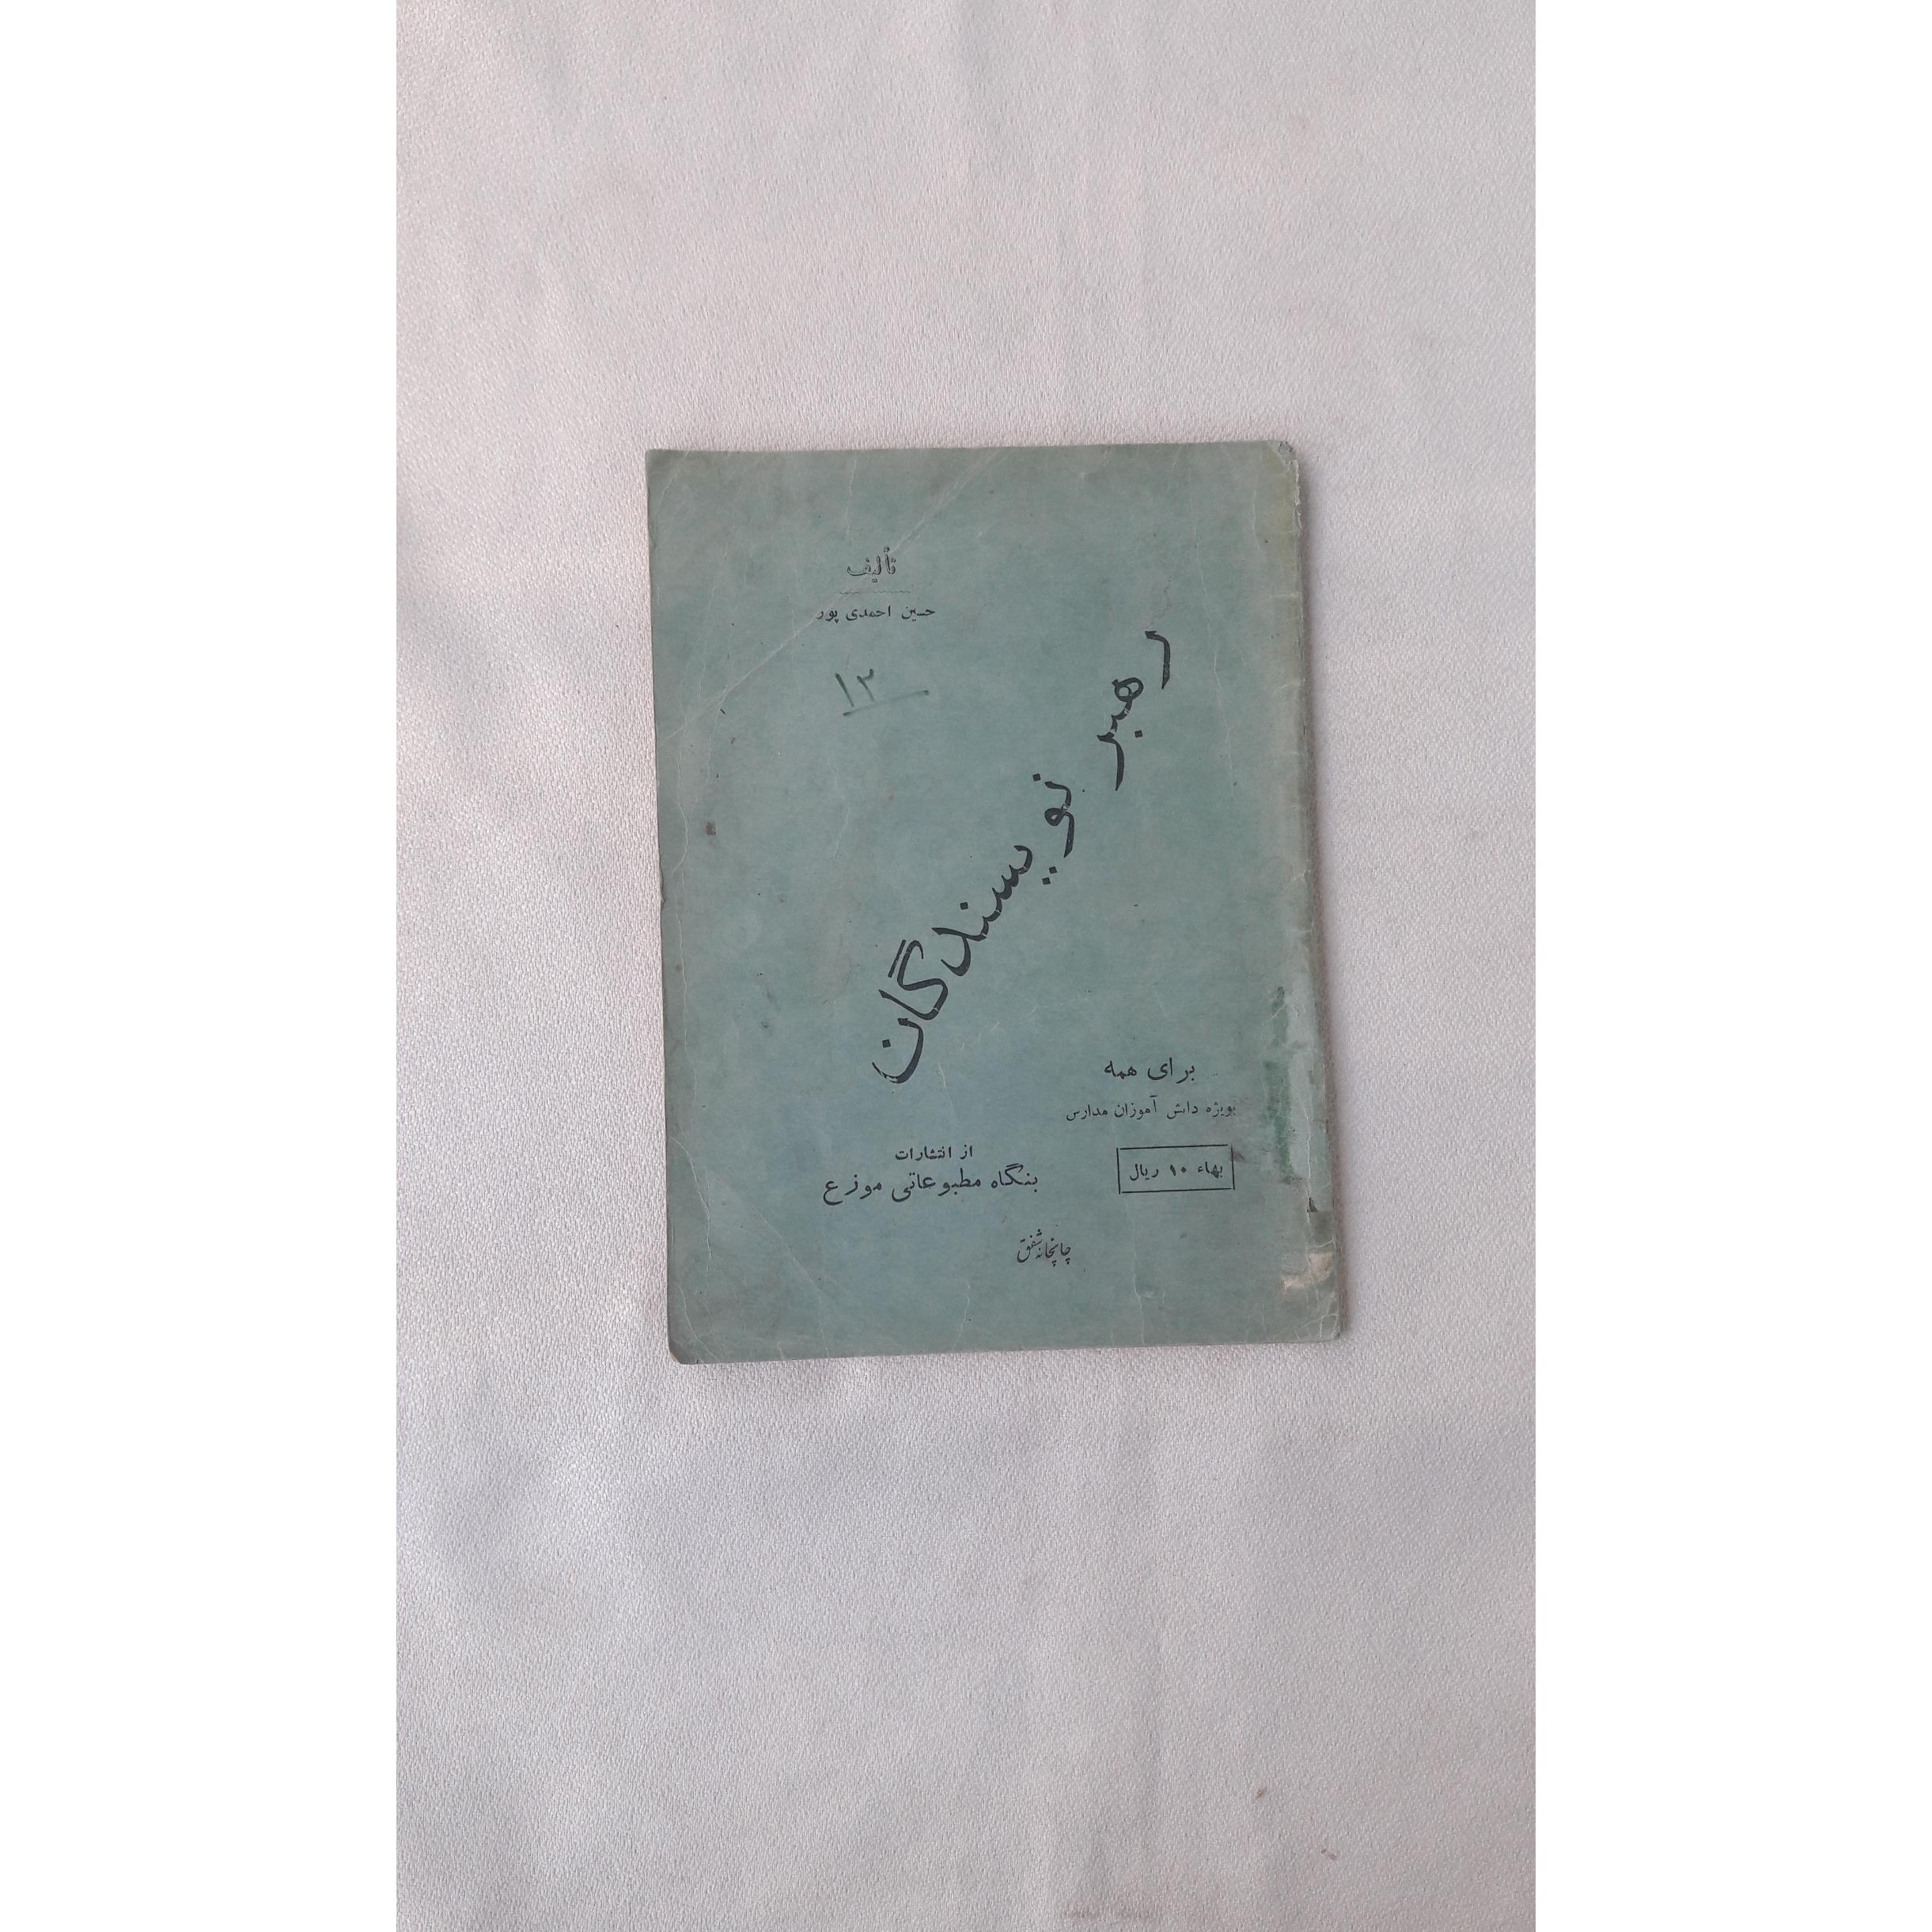 تألیف
حسین احمدی پور
۱۲
رهبر نویسندگان
برای همه
بویژه دانش آموزان مدارس
بهاء ۱۰ ریال
از انتشارات
بنگاه مطبوعاتی موزع
چاپخانه شفق